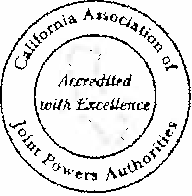 California Association of
Accredited
with Excellence
Joint Powers Authorities